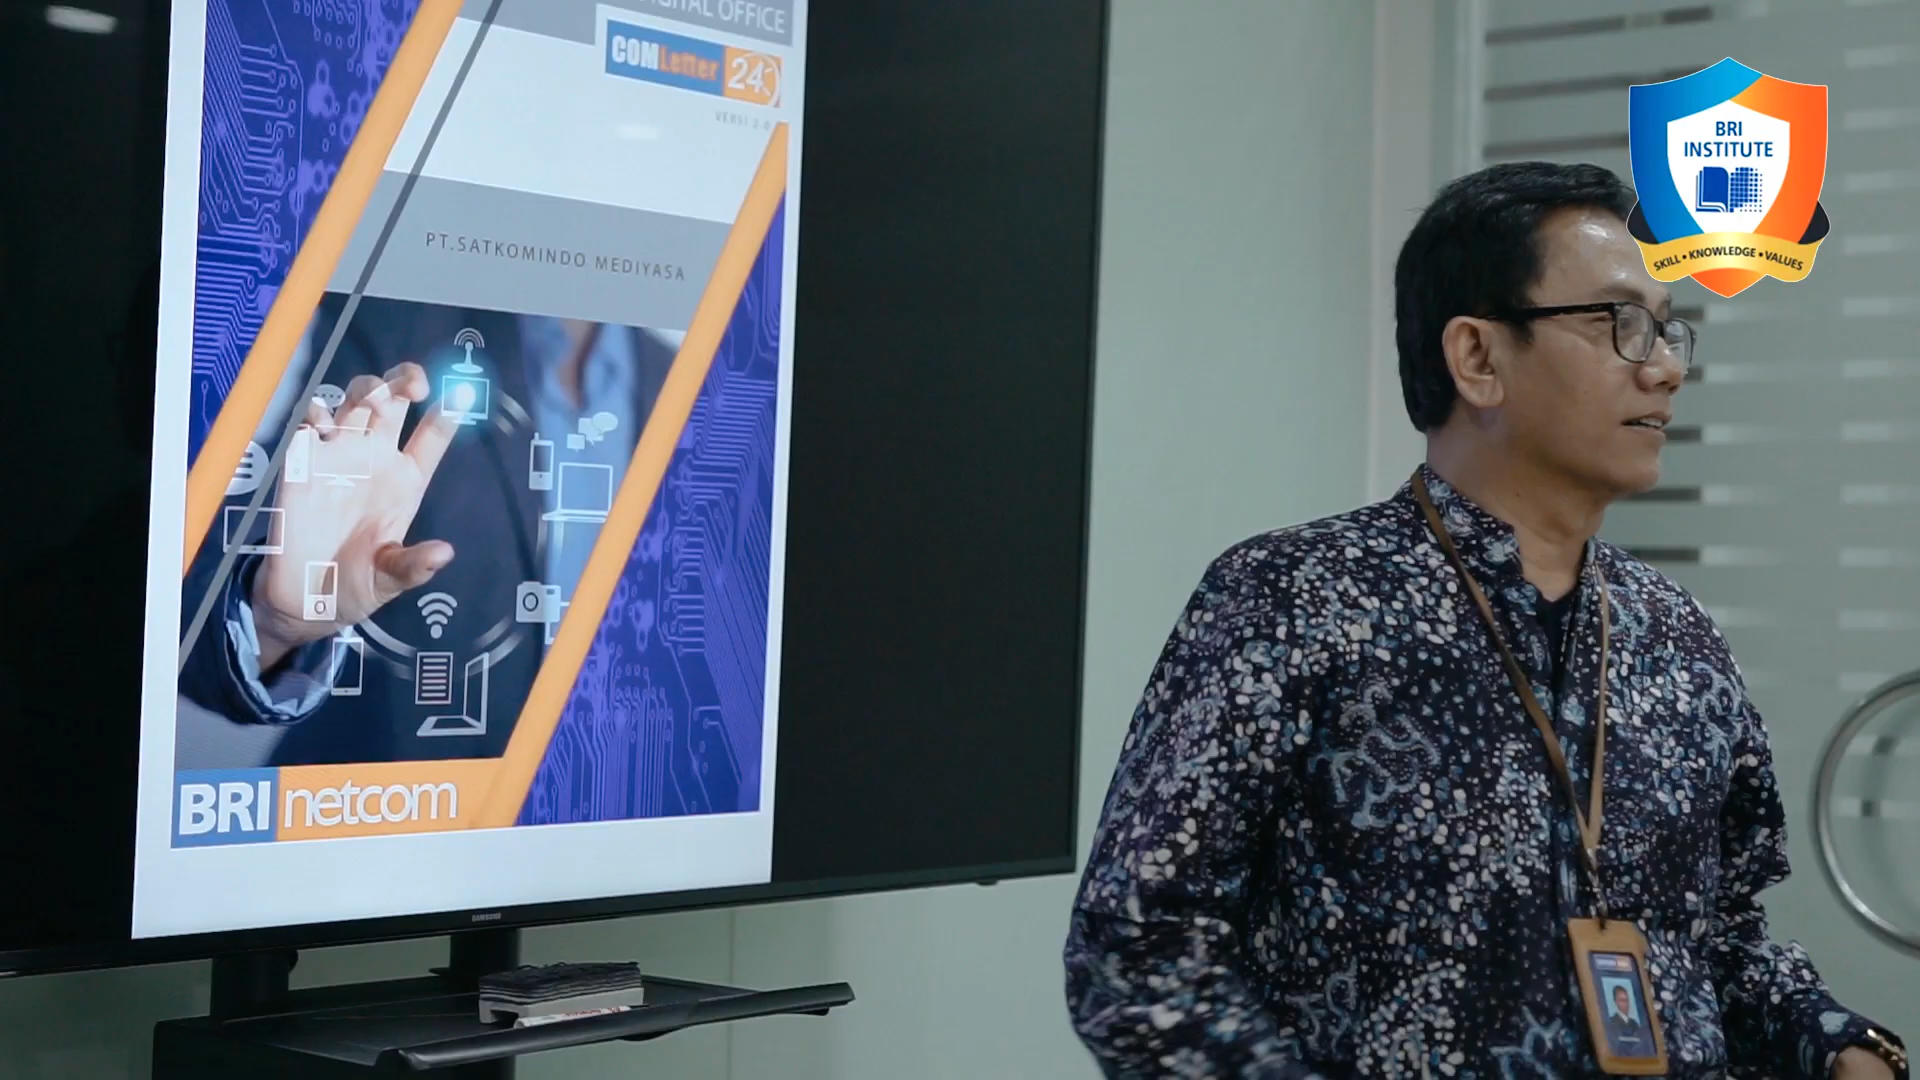 DIGITAL OFFICE
COMLetter 24
VERSI 2.0
PT.SATKOMINDO MEDIYASA
BRI netcom
SAMSUNG
BRI
INSTITUTE
SKILL • KNOWLEDGE • VALUES